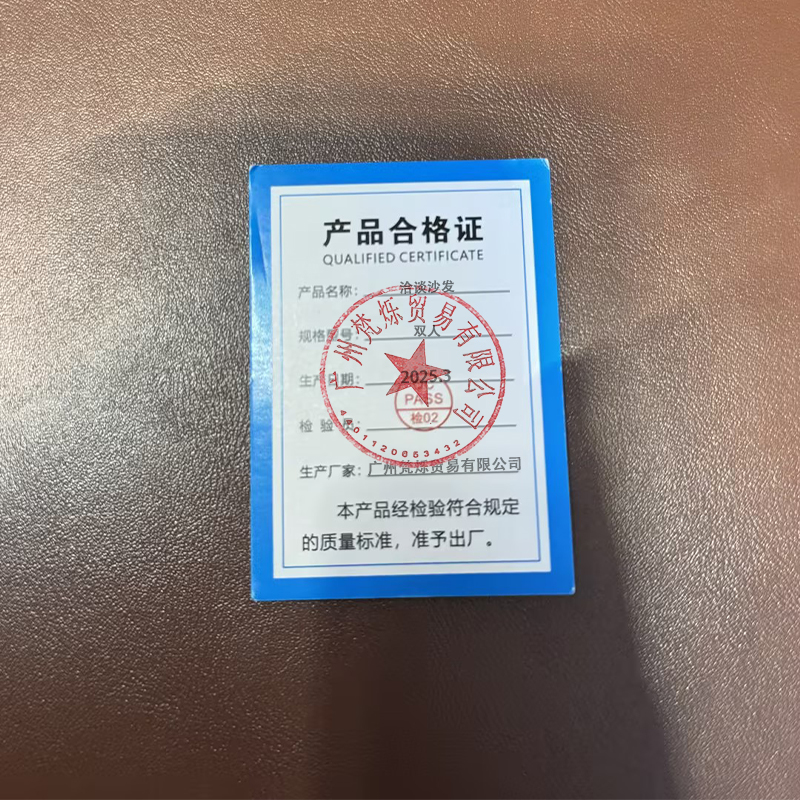 产品合格证
QUALIFIED CERTIFICATE
产品名称：洽谈沙发
规格型号：双人
生产日期：2025.3
检验员：
PASS
检02
生产厂家：广州梵烁贸易有限公司
本产品经检验符合规定
的质量标准，准予出厂。
广州梵烁贸易有限公司